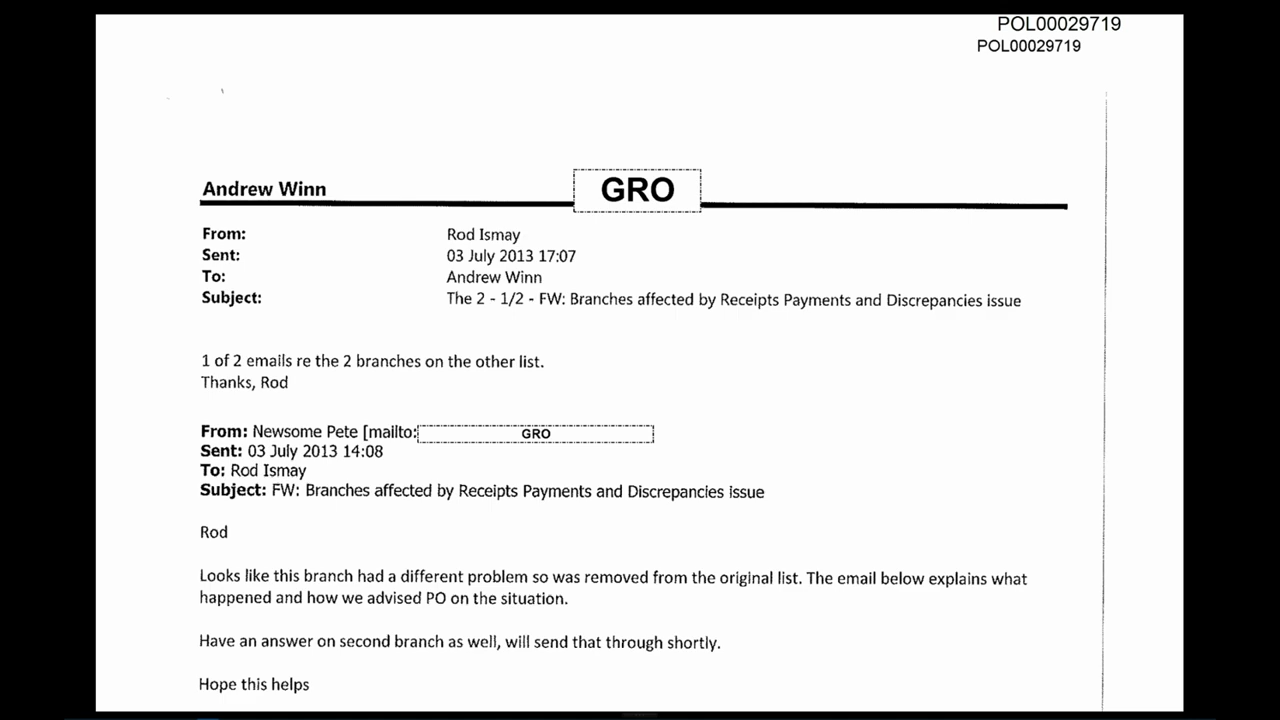 POL00029719
POL00029719
Andrew Winn
GRO
From: Rod Ismay
Sent: 03 July 2013 17:07
To: Andrew Winn
Subject: The 2 - 1/2 - FW: Branches affected by Receipts Payments and Discrepancies issue
1 of 2 emails re the 2 branches on the other list.
Thanks, Rod
From: Newsome Pete [mailto: GRO
Sent: 03 July 2013 14:08
To: Rod Ismay
Subject: FW: Branches affected by Receipts Payments and Discrepancies issue
Rod
Looks like this branch had a different problem so was removed from the original list. The email below explains what
happened and how we advised PO on the situation.
Have an answer on second branch as well, will send that through shortly.
Hope this helps